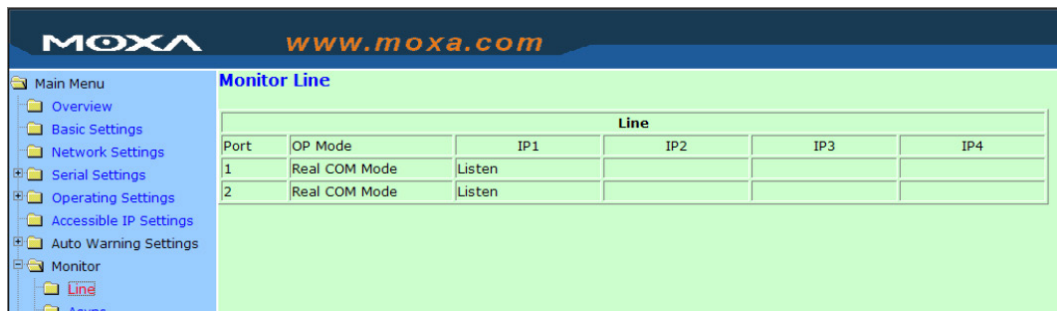 MOXA www.moxa.com
Main Menu
Overview
Basic Settings
Network Settings
Serial Settings
Operating Settings
Accessible IP Settings
Auto Warning Settings
Monitor
Line
Async
Monitor Line
Line
Port OP Mode IP1 IP2 IP3 IP4
1 Real COM Mode Listen
2 Real COM Mode Listen